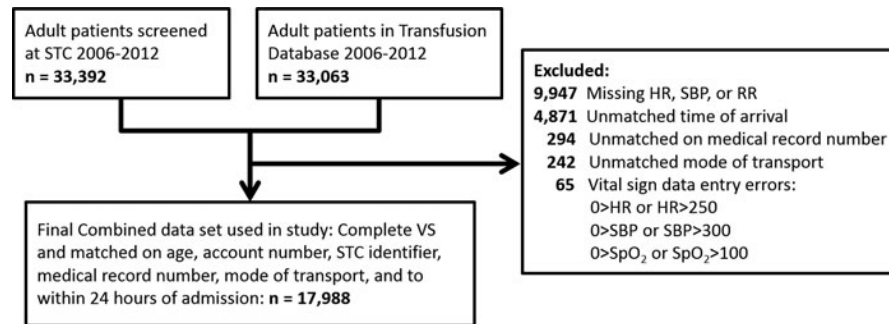 Adult patients screened
at STC 2006-2012
n = 33,392
Adult patients in Transfusion
Database 2006-2012
n = 33,063
Excluded:
9,947 Missing HR, SBP, or RR
4,871 Unmatched time of arrival
294 Unmatched on medical record number
242 Unmatched mode of transport
65 Vital sign data entry errors:
0>HR or HR>250
0>SBP or SBP>300
0>SpO₂ or SpO₂>100
Final Combined data set used in study: Complete VS
and matched on age, account number, STC identifier,
medical record number, mode of transport, and to
within 24 hours of admission: n = 17,988